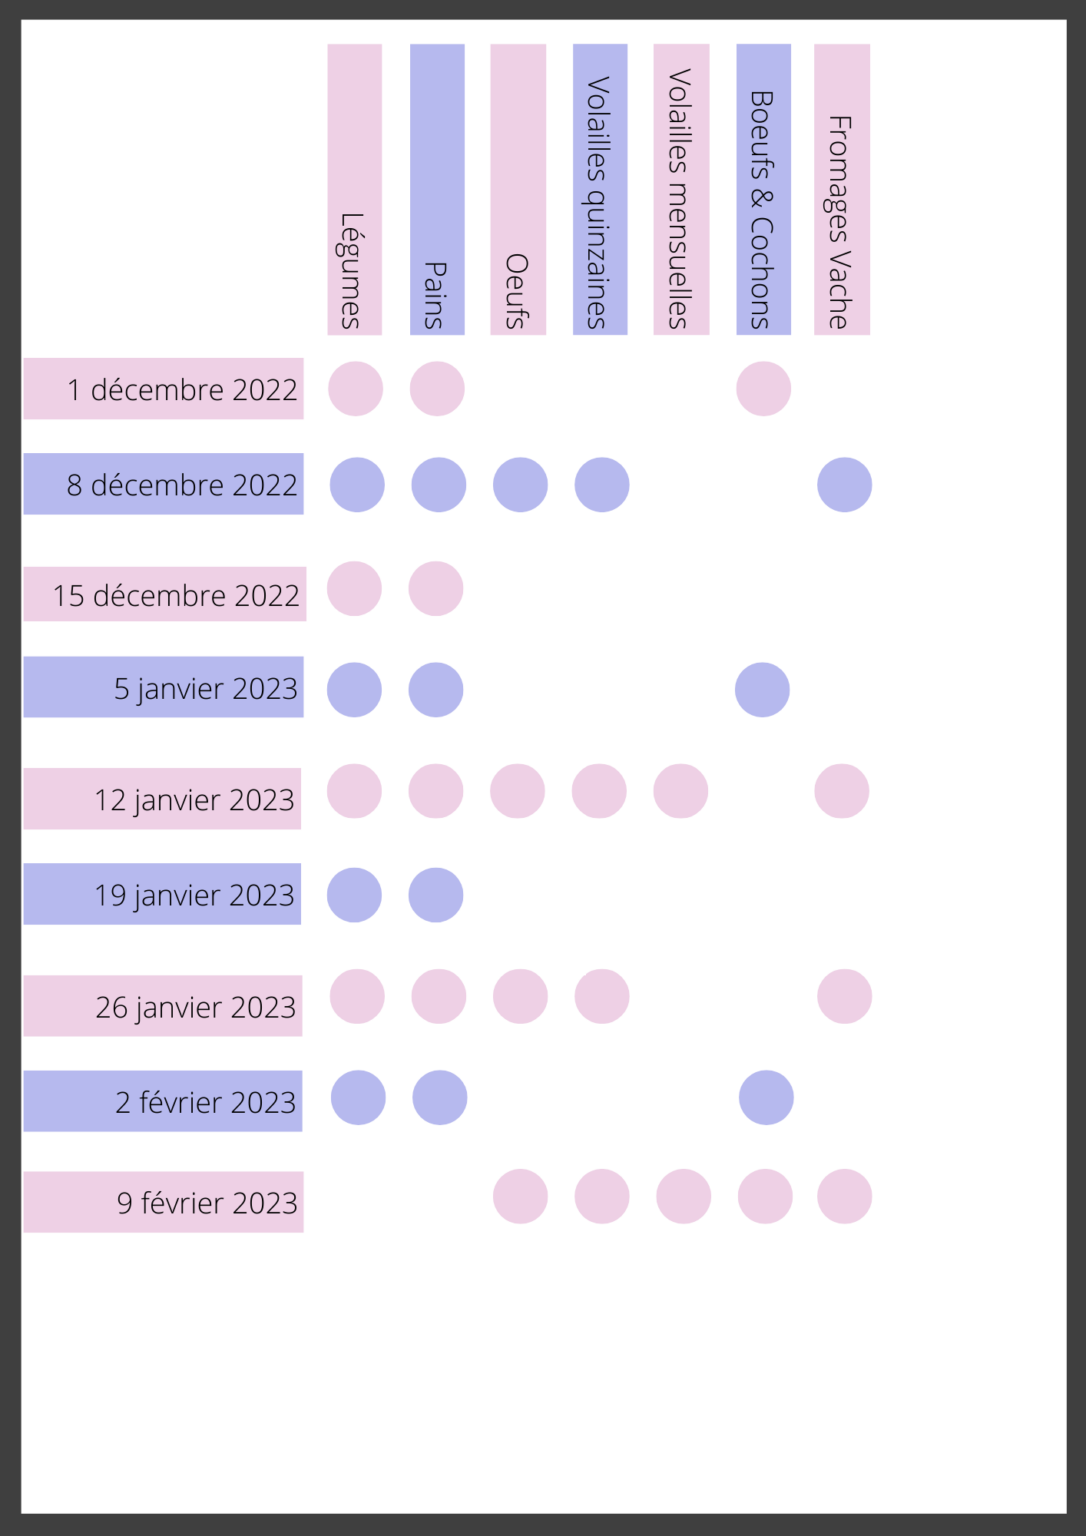 Légumes
Pains
Oeufs
Volailles quinzaines
Volailles mensuelles
Boeufs & Cochons
Fromages Vache
1 décembre 2022
8 décembre 2022
15 décembre 2022
5 janvier 2023
12 janvier 2023
19 janvier 2023
26 janvier 2023
2 février 2023
9 février 2023